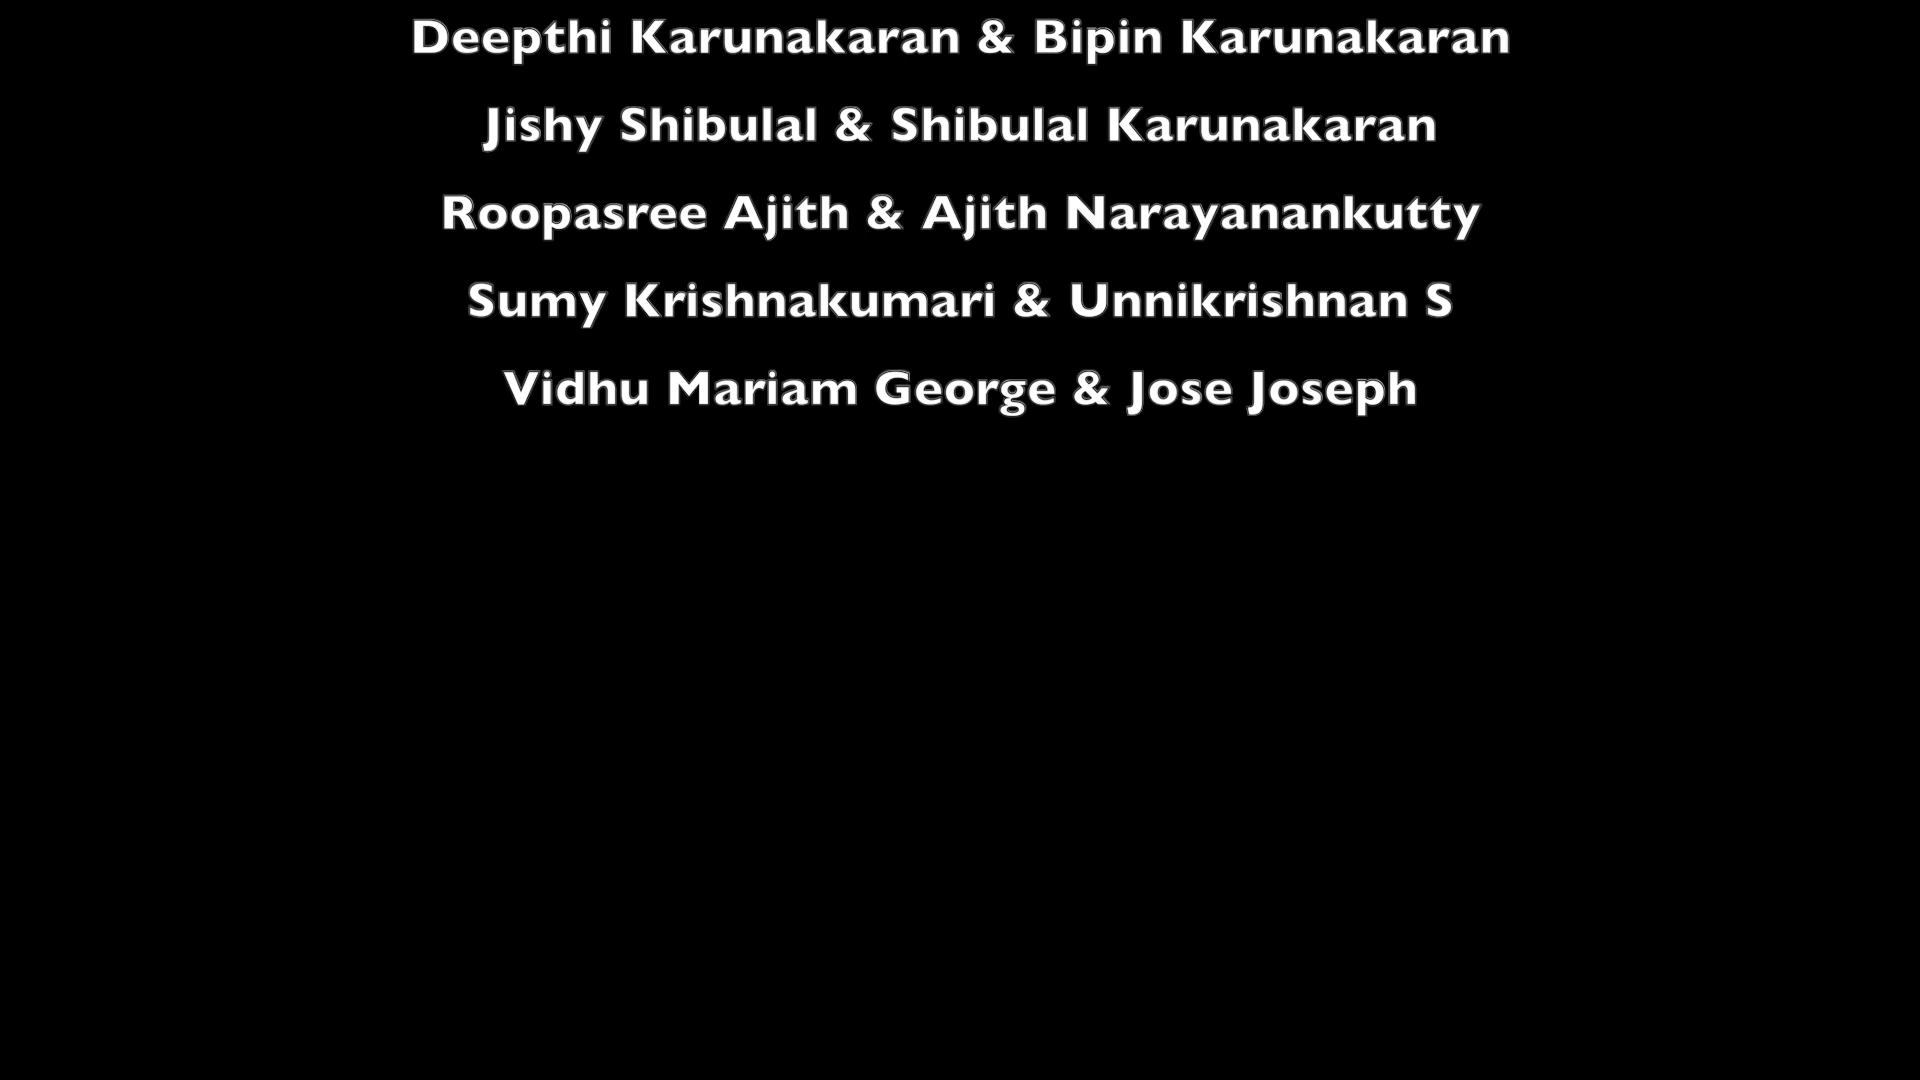 Deepthi Karunakaran & Bipin Karunakaran
Jishy Shibulal & Shibulal Karunakaran
Roopasree Ajith & Ajith Narayanankutty
Sumy Krishnakumari & Unnikrishnan S
Vidhu Mariam George & Jose Joseph